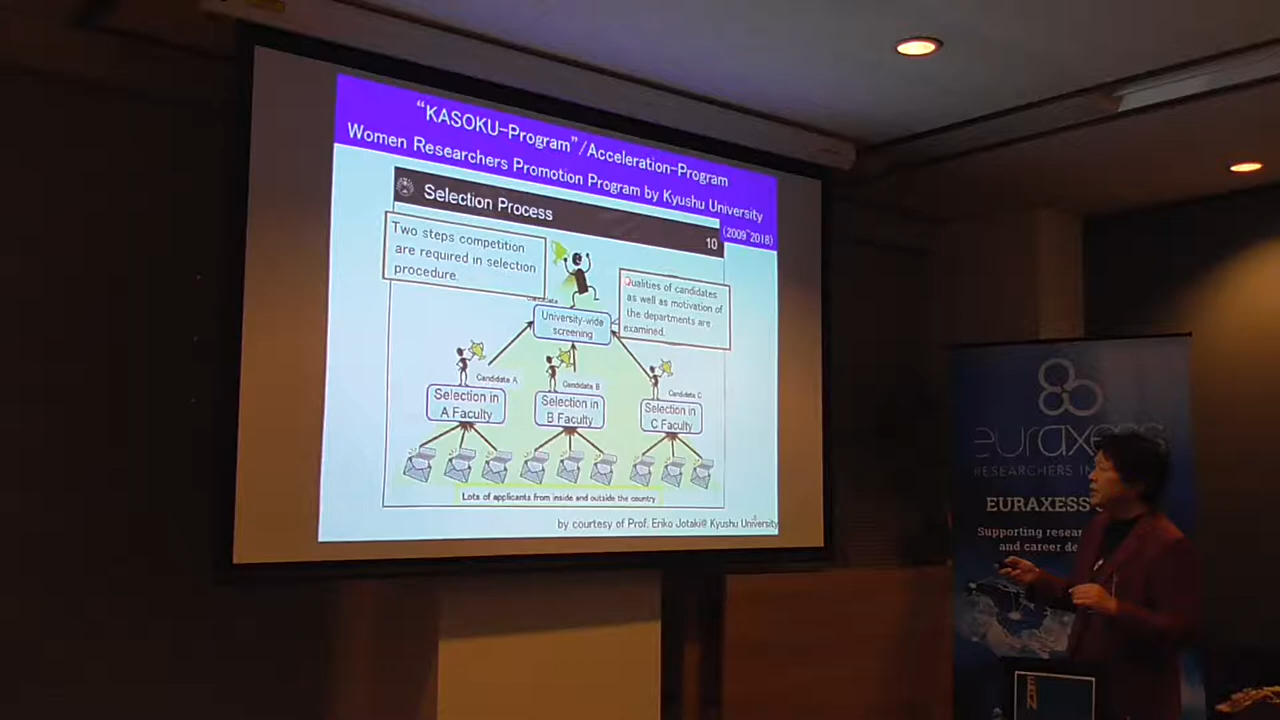 “KASOKU-Program”/Acceleration-Program
Women Researchers Promotion Program by Kyushu University
(2009~2018)
Selection Process
10
Two steps competition
are required in selection
procedure.
Qualities of candidates
as well as motivation of
the departments are
examined.
Candidate
University-wide
screening
Candidate A
Candidate B
Candidate C
Selection in
A Faculty
Selection in
B Faculty
Selection in
C Faculty
Lots of applicants from inside and outside the country
by courtesy of Prof. Eriko Jotaki@ Kyushu University
euraxess
RESEARCHERS IN
EURAXESS
Supporting
and career